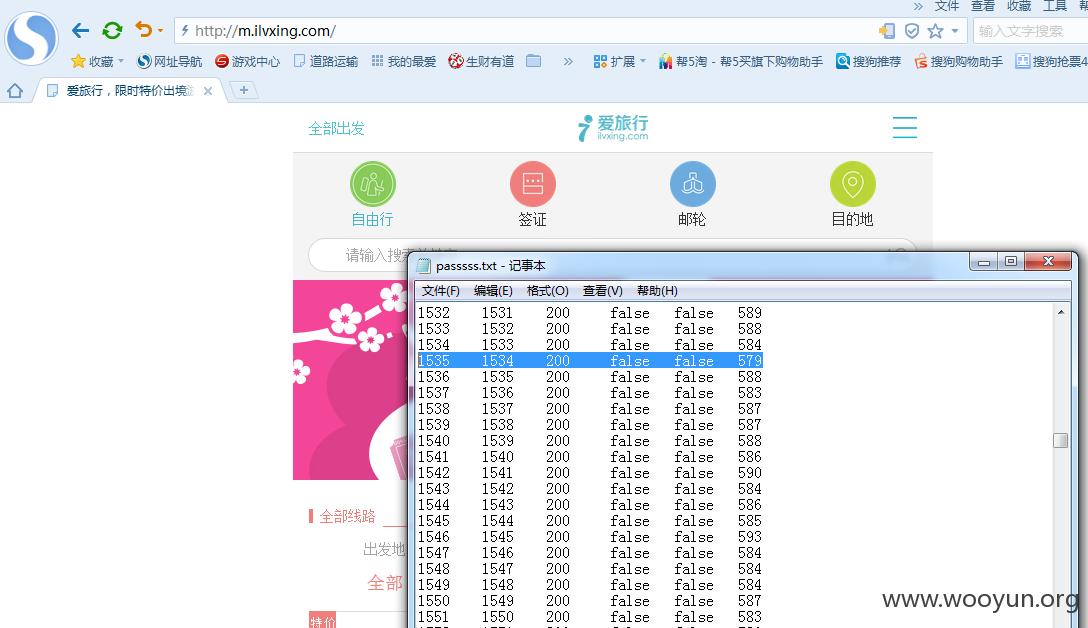 » 文件 查看 收藏 工具
http://m.ilvxing.com/
输入文字搜索
收藏 网址导航 游戏中心 道路运输 我的最爱 生财有道 » 扩展 帮5淘 - 帮5买旗下购物助手 搜狗推荐 搜狗购物助手 搜狗抢票4
爱旅行，限时特价出境
全部出发
爱旅行
ilvxing.com
自由行 签证 邮轮 目的地
请输入搜索
passsss.txt - 记事本
文件(F) 编辑(E) 格式(O) 查看(V) 帮助(H)
1532 1531 200 false false 589
1533 1532 200 false false 588
1534 1533 200 false false 584
1535 1534 200 false false 579
1536 1535 200 false false 588
1537 1536 200 false false 583
1538 1537 200 false false 587
1539 1538 200 false false 587
1540 1539 200 false false 588
1541 1540 200 false false 586
1542 1541 200 false false 590
1543 1542 200 false false 584
1544 1543 200 false false 586
1545 1544 200 false false 585
1546 1545 200 false false 593
1547 1546 200 false false 584
1548 1547 200 false false 584
1549 1548 200 false false 584
1550 1549 200 false false 587
1551 1550 200 false false 583
全部线路
出发地
全部
特价
www.wooyun.org